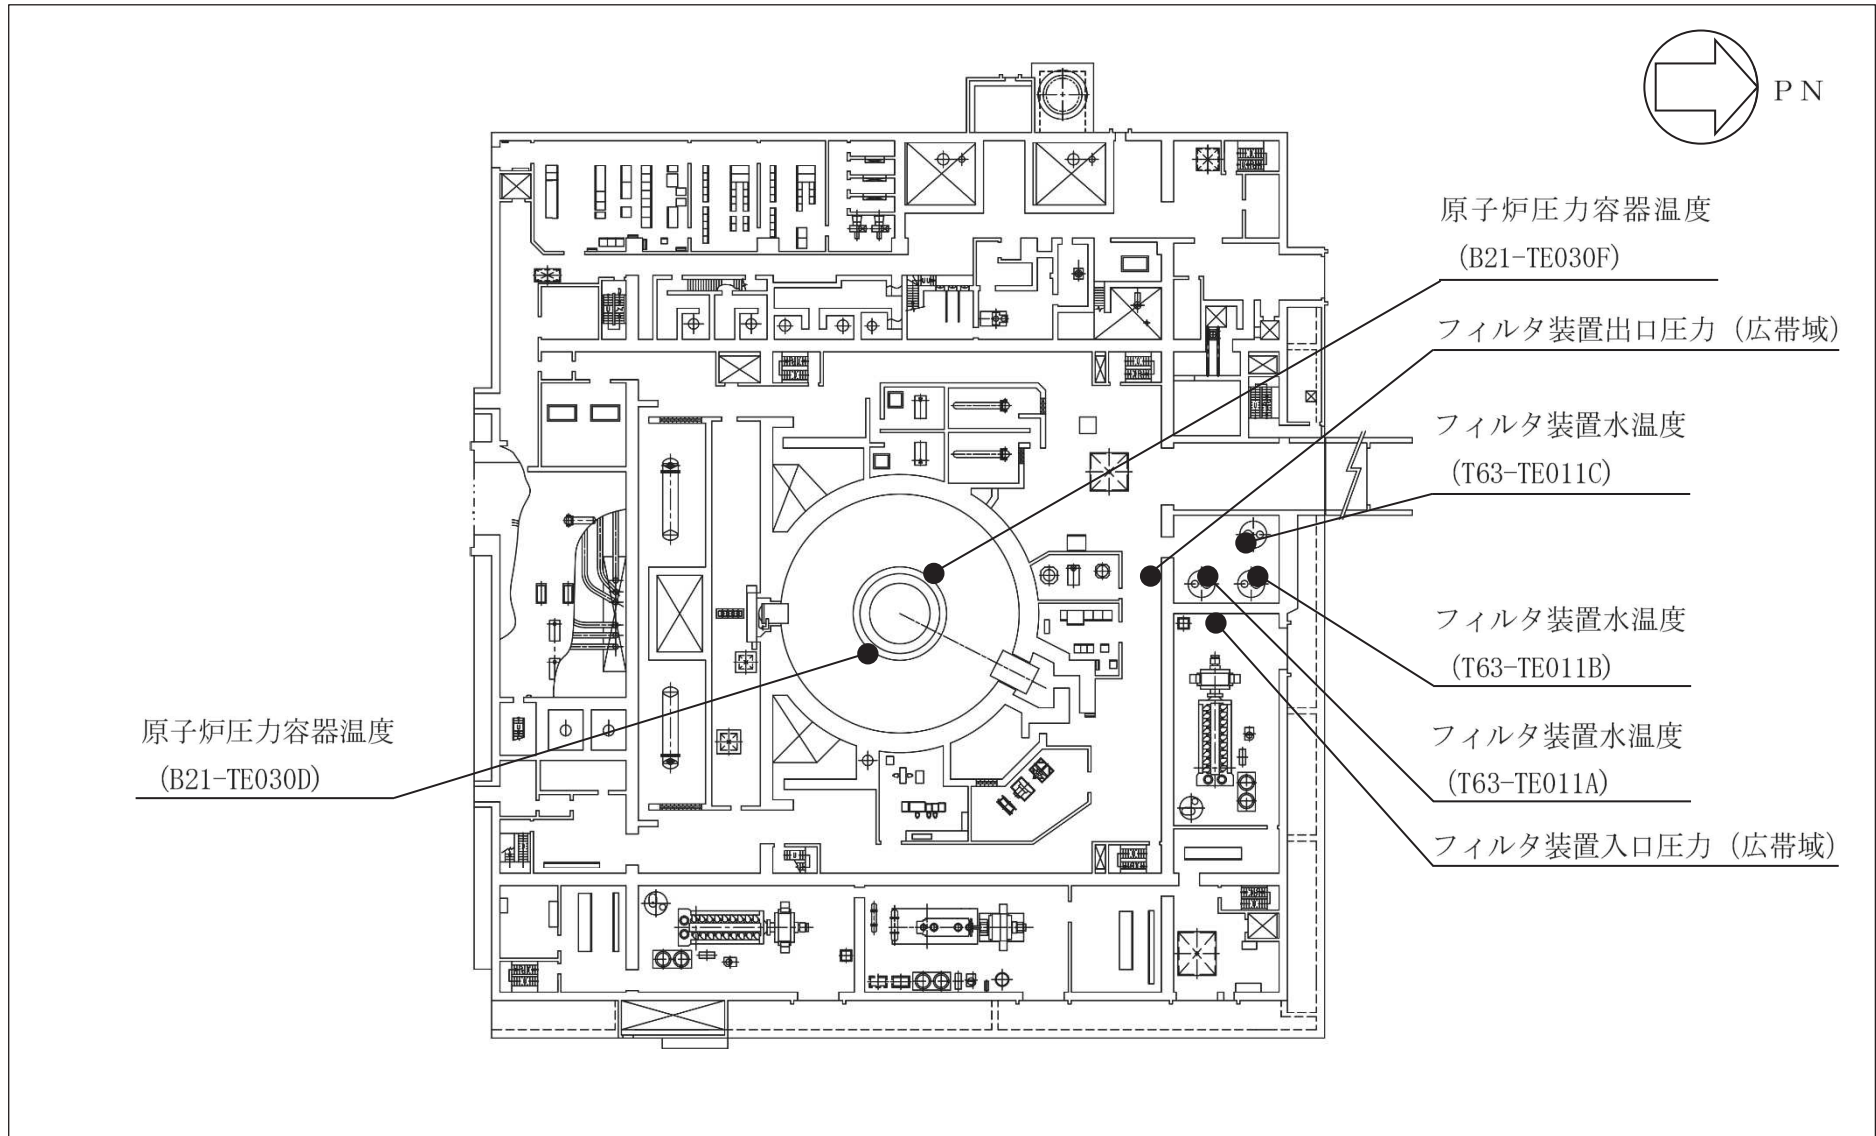 PN
原子炉圧力容器温度
(B21-TE030F)
フィルタ装置出口圧力（広帯域）
フィルタ装置水温度
(T63-TE011C)
フィルタ装置水温度
(T63-TE011B)
原子炉圧力容器温度
(B21-TE030D)
フィルタ装置水温度
(T63-TE011A)
フィルタ装置入口圧力（広帯域）